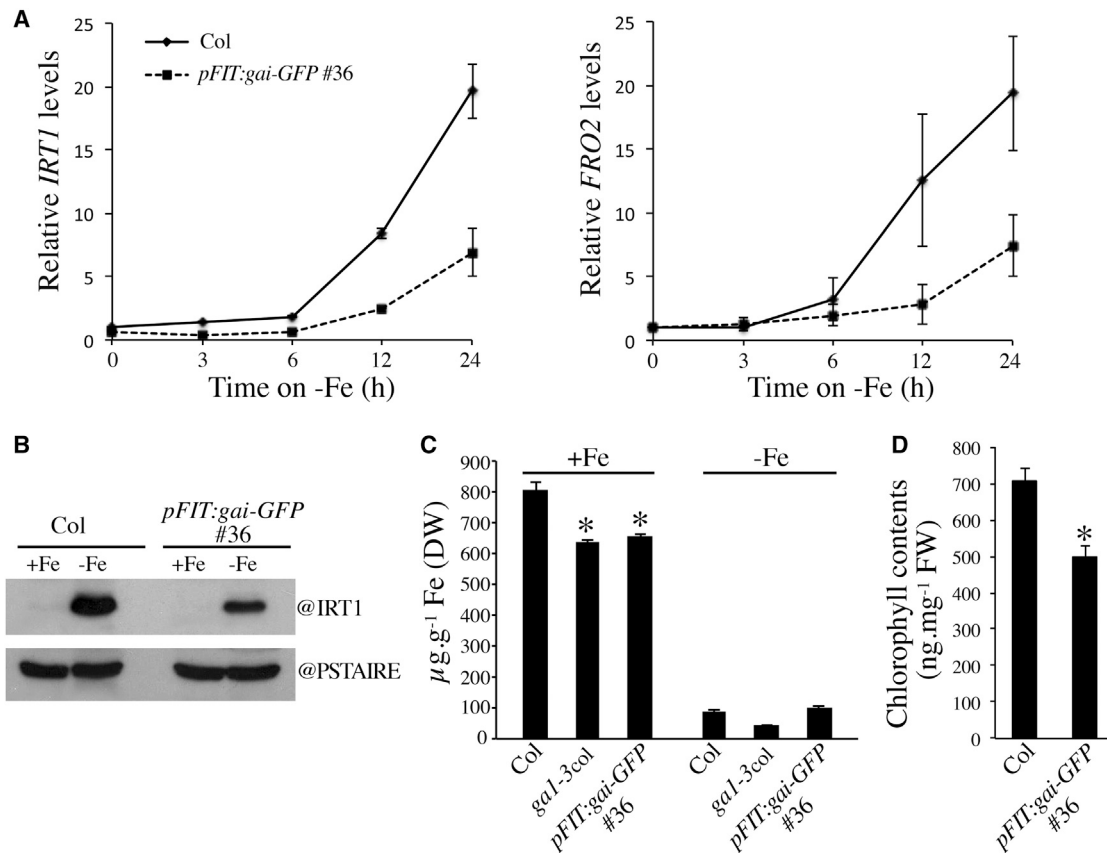 A
Relative IRT1 levels
25
20
15
10
5
0
Col
pFIT:gai-GFP #36
0 3 6 12 24
Time on -Fe (h)
Relative FRO2 levels
25
20
15
10
5
0
0 3 6 12 24
Time on -Fe (h)
B
Col
pFIT:gai-GFP
#36
+Fe -Fe +Fe -Fe
@IRT1
@PSTAIRE
C
+Fe -Fe
µg.g⁻¹ Fe (DW)
900
800
700
600
500
400
300
200
100
0
* *
Col
ga1-3col
pFIT:gai-GFP
#36
Col
ga1-3col
pFIT:gai-GFP
#36
D
Chlorophyll contents
(ng.mg⁻¹ FW)
800
700
600
500
400
300
200
100
0
*
Col
pFIT:gai-GFP
#36